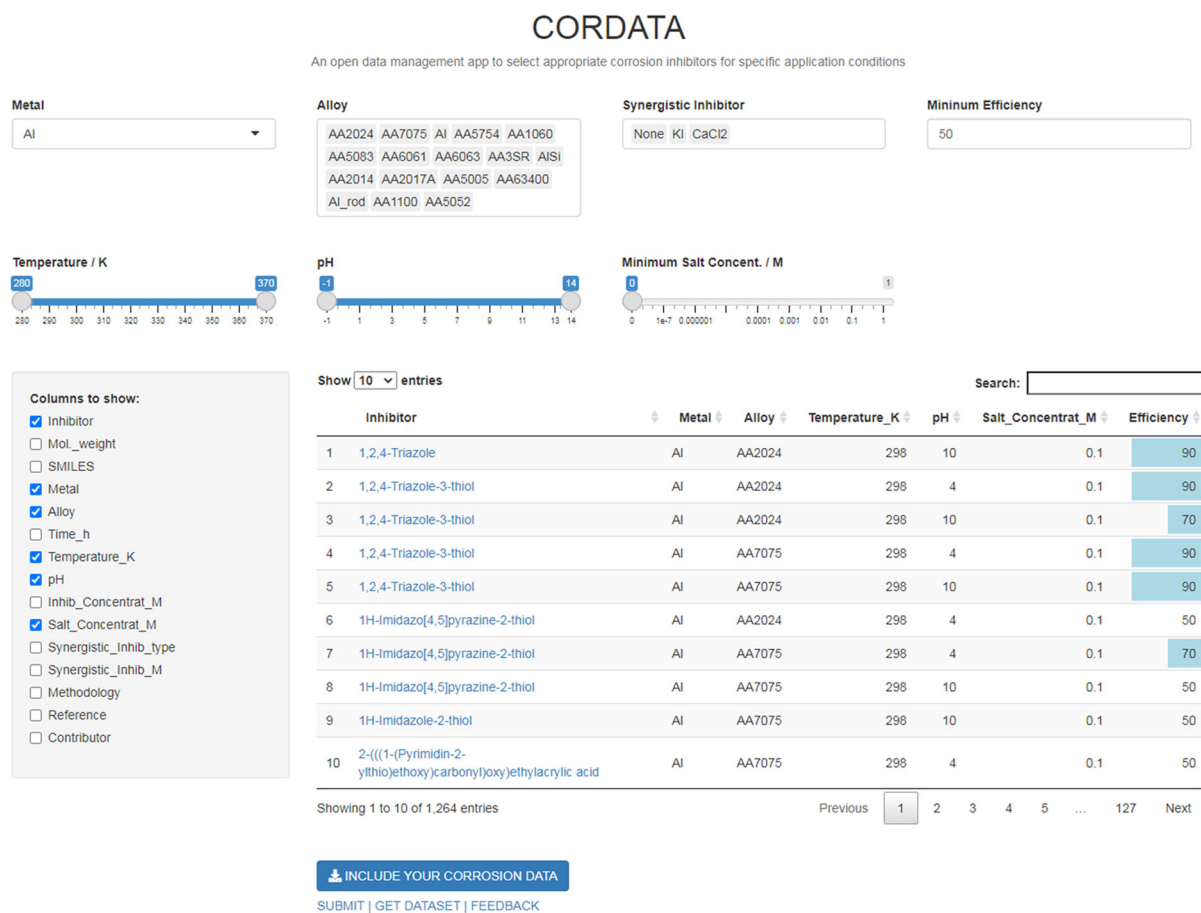 CORDATA
An open data management app to select appropriate corrosion inhibitors for specific application conditions
Metal
Al
Alloy
AA2024 AA7075 Al AA5754 AA1060
AA5083 AA6061 AA6063 AA3SR AlSi
AA2014 AA2017A AA5005 AA63400
Al_rod AA1100 AA5052
Synergistic Inhibitor
None KI CaCl2
Mininum Efficiency
50
Temperature / K
280 370
280 290 300 310 320 330 340 350 360 370
pH
-1 14
-1 1 3 5 7 9 11 13 14
Minimum Salt Concent. / M
0 1
0 1e-7 0.000001 0.0001 0.001 0.01 0.1 1
Columns to show:
Inhibitor
Mol._weight
SMILES
Metal
Alloy
Time_h
Temperature_K
pH
Inhib_Concentrat_M
Salt_Concentrat_M
Synergistic_Inhib_type
Synergistic_Inhib_M
Methodology
Reference
Contributor
Show 10 entries
Search:
Inhibitor Metal Alloy Temperature_K pH Salt_Concentrat_M Efficiency
1 1,2,4-Triazole Al AA2024 298 10 0.1 90
2 1,2,4-Triazole-3-thiol Al AA2024 298 4 0.1 90
3 1,2,4-Triazole-3-thiol Al AA2024 298 10 0.1 70
4 1,2,4-Triazole-3-thiol Al AA7075 298 4 0.1 90
5 1,2,4-Triazole-3-thiol Al AA7075 298 10 0.1 90
6 1H-Imidazo[4,5]pyrazine-2-thiol Al AA2024 298 4 0.1 50
7 1H-Imidazo[4,5]pyrazine-2-thiol Al AA7075 298 4 0.1 70
8 1H-Imidazo[4,5]pyrazine-2-thiol Al AA7075 298 10 0.1 50
9 1H-Imidazole-2-thiol Al AA7075 298 10 0.1 50
10 2-(((1-(Pyrimidin-2-
ylthio)ethoxy)carbonyl)oxy)ethylacrylic acid Al AA7075 298 4 0.1 50
Showing 1 to 10 of 1,264 entries
Previous 1 2 3 4 5 ... 127 Next
INCLUDE YOUR CORROSION DATA
SUBMIT | GET DATASET | FEEDBACK